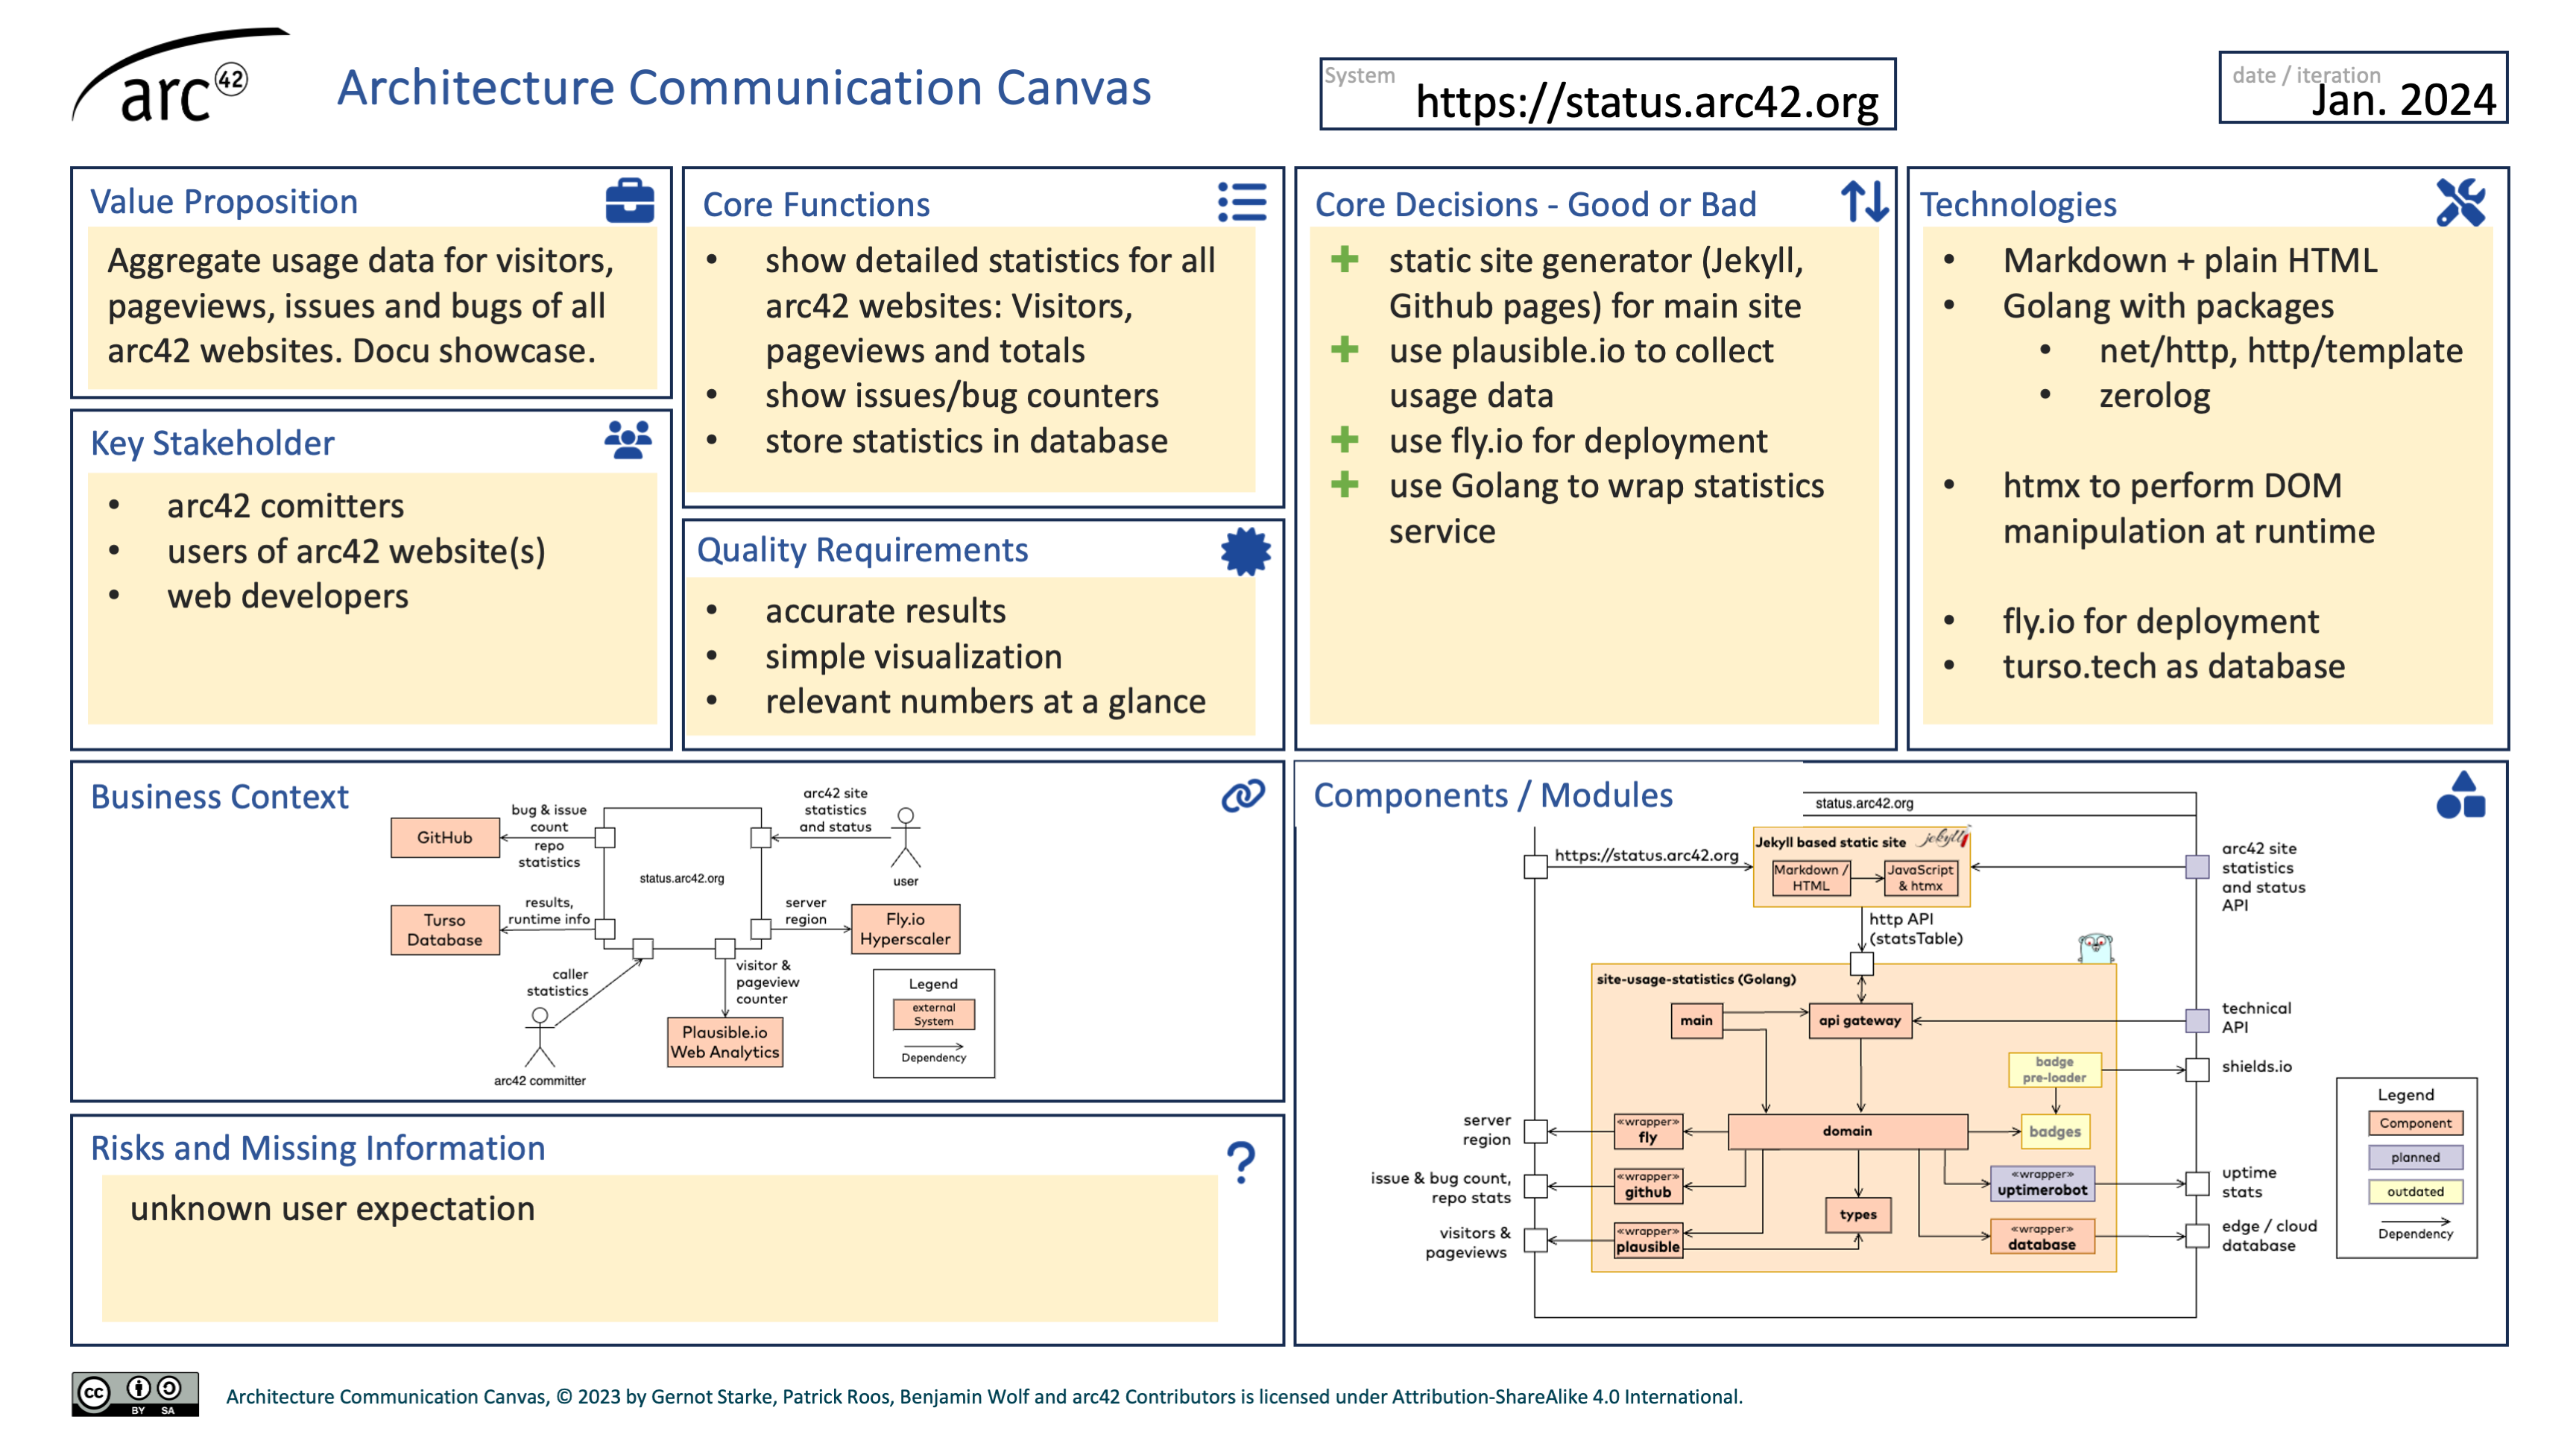 arc 42
Architecture Communication Canvas
System
https://status.arc42.org
date / iteration
Jan. 2024
Value Proposition
Aggregate usage data for visitors,
pageviews, issues and bugs of all
arc42 websites. Docu showcase.
Key Stakeholder
• arc42 comitters
• users of arc42 website(s)
• web developers
Core Functions
• show detailed statistics for all
arc42 websites: Visitors,
pageviews and totals
• show issues/bug counters
• store statistics in database
Quality Requirements
• accurate results
• simple visualization
• relevant numbers at a glance
Core Decisions - Good or Bad
static site generator (Jekyll,
Github pages) for main site
use plausible.io to collect
usage data
use fly.io for deployment
use Golang to wrap statistics
service
Technologies
• Markdown + plain HTML
• Golang with packages
• net/http, http/template
• zerolog
• htmx to perform DOM
manipulation at runtime
• fly.io for deployment
• turso.tech as database
Business Context
GitHub
bug & issue
count
repo
statistics
arc42 site
statistics
and status
user
status.arc42.org
Turso
Database
results,
runtime info
server
region
Fly.io
Hyperscaler
caller
statistics
arc42 committer
visitor &
pageview
counter
Plausible.io
Web Analytics
Legend
external
System
Dependency
Risks and Missing Information
?
unknown user expectation
Components / Modules
status.arc42.org
https://status.arc42.org
Jekyll based static site
jekyll
Markdown /
HTML
JavaScript
& htmx
arc42 site
statistics
and status
API
http API
(statsTable)
site-usage-statistics (Golang)
main
api gateway
technical
API
badge
pre-loader
shields.io
server
region
«wrapper»
fly
domain
badges
issue & bug count,
repo stats
«wrapper»
github
types
«wrapper»
uptimerobot
uptime
stats
visitors &
pageviews
«wrapper»
plausible
«wrapper»
database
edge / cloud
database
Legend
Component
planned
outdated
Dependency
cc BY SA
Architecture Communication Canvas, © 2023 by Gernot Starke, Patrick Roos, Benjamin Wolf and arc42 Contributors is licensed under Attribution-ShareAlike 4.0 International.